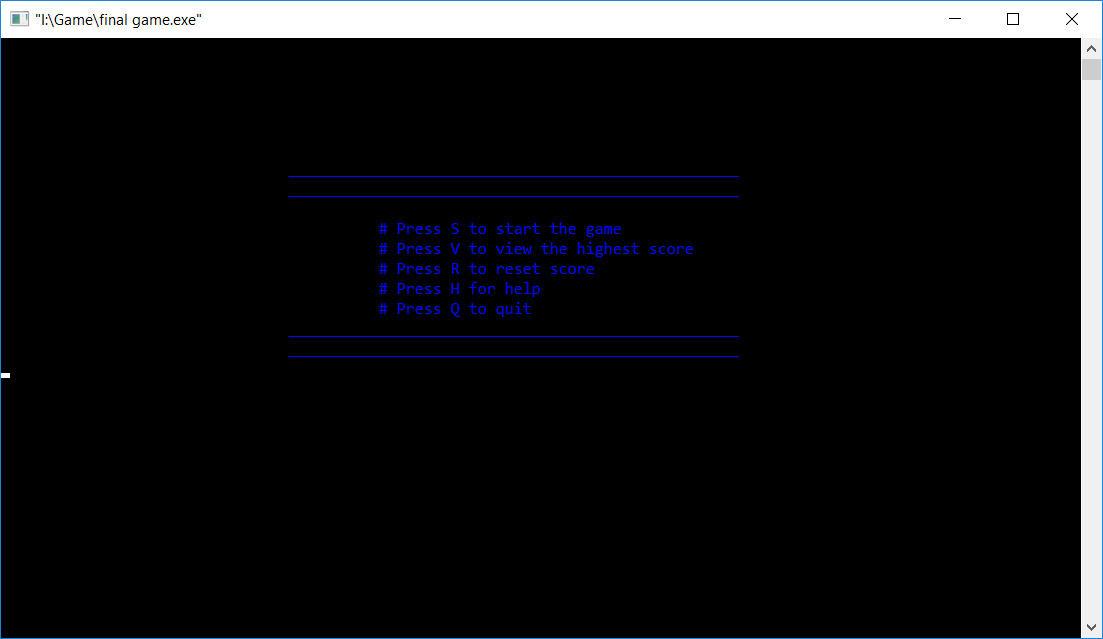 "I:\Game\final game.exe"
# Press S to start the game
# Press V to view the highest score
# Press R to reset score
# Press H for help
# Press Q to quit